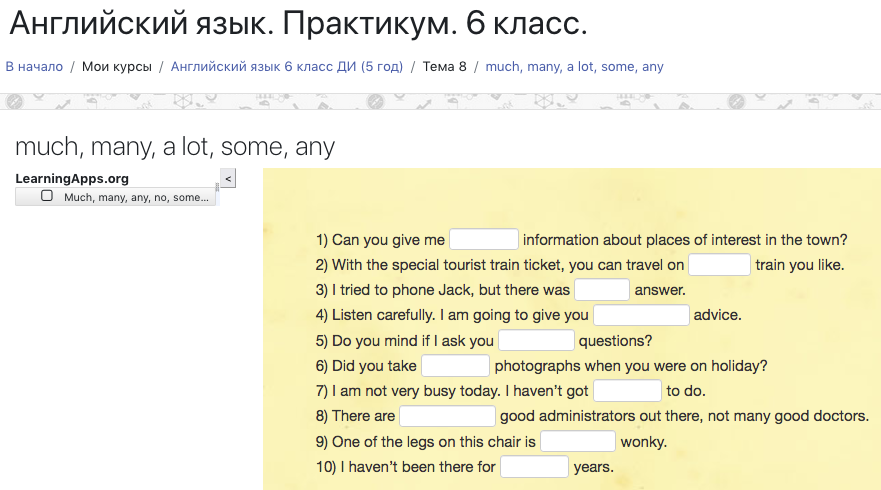 Английский язык. Практикум. 6 класс.
В начало / Мои курсы / Английский язык 6 класс ДИ (5 год) / Тема 8 / much, many, a lot, some, any
much, many, a lot, some, any
LearningApps.org
<
Much, many, any, no, some...
1) Can you give me information about places of interest in the town?
2) With the special tourist train ticket, you can travel on train you like.
3) I tried to phone Jack, but there was answer.
4) Listen carefully. I am going to give you advice.
5) Do you mind if I ask you questions?
6) Did you take photographs when you were on holiday?
7) I am not very busy today. I haven't got to do.
8) There are good administrators out there, not many good doctors.
9) One of the legs on this chair is wonky.
10) I haven't been there for years.